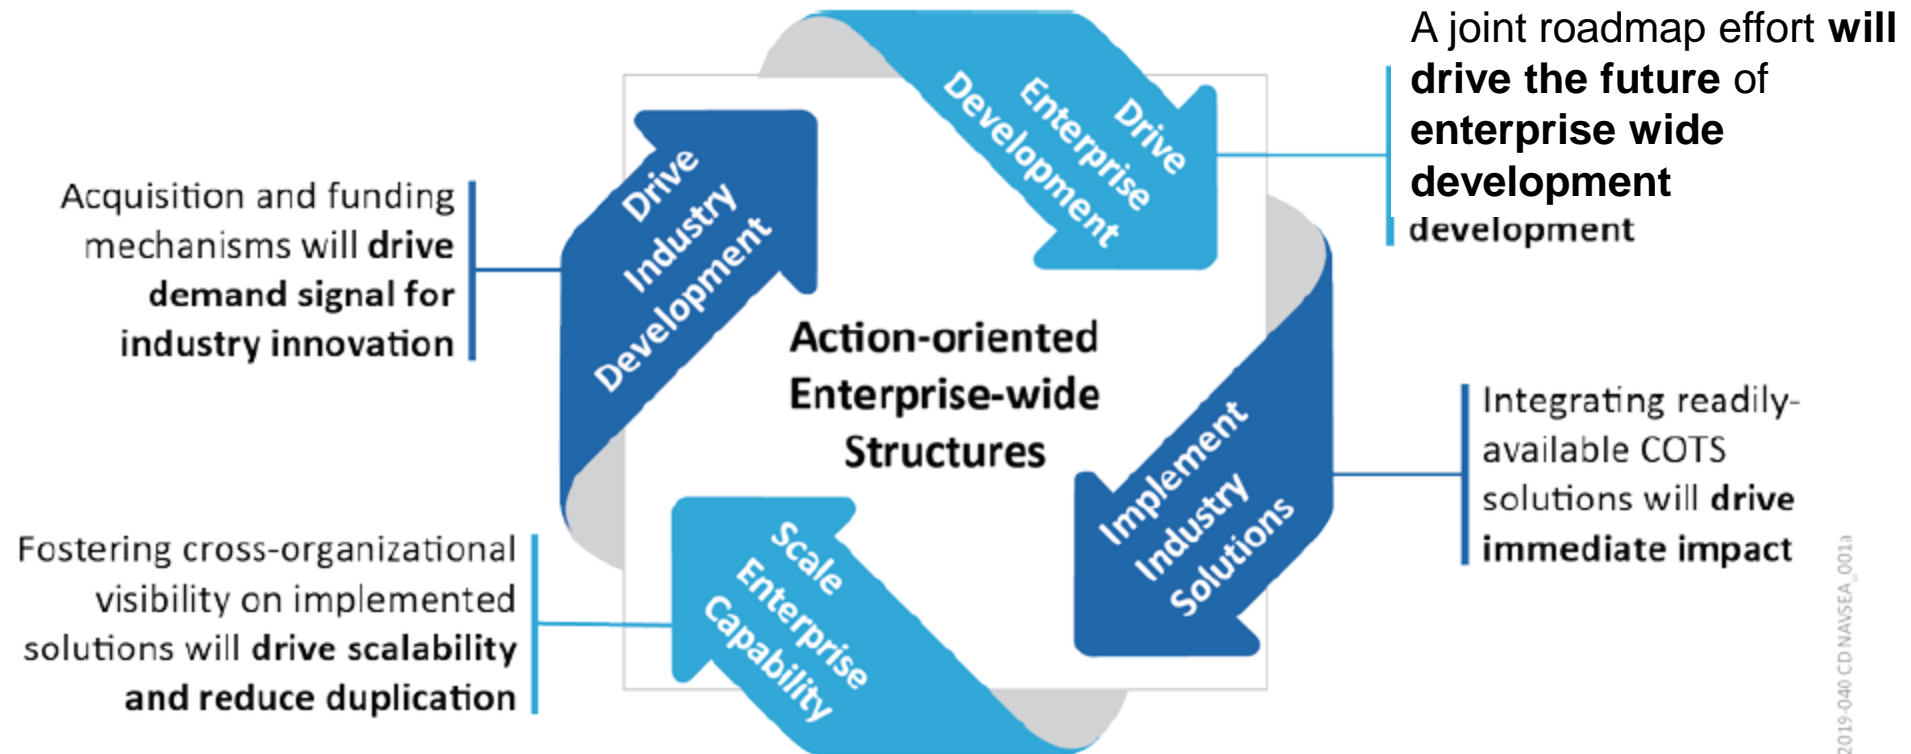 A joint roadmap effort will
drive the future of
enterprise wide
development
development
Drive
Enterprise
Development
Drive
Industry
Development
Acquisition and funding
mechanisms will drive
demand signal for
industry innovation
Action-oriented
Enterprise-wide
Structures
Implement
Industry
Solutions
Integrating readily-
available COTS
solutions will drive
immediate impact
Scale
Enterprise
Capability
Fostering cross-organizational
visibility on implemented
solutions will drive scalability
and reduce duplication
2019-040 CD NAVSEA_001a